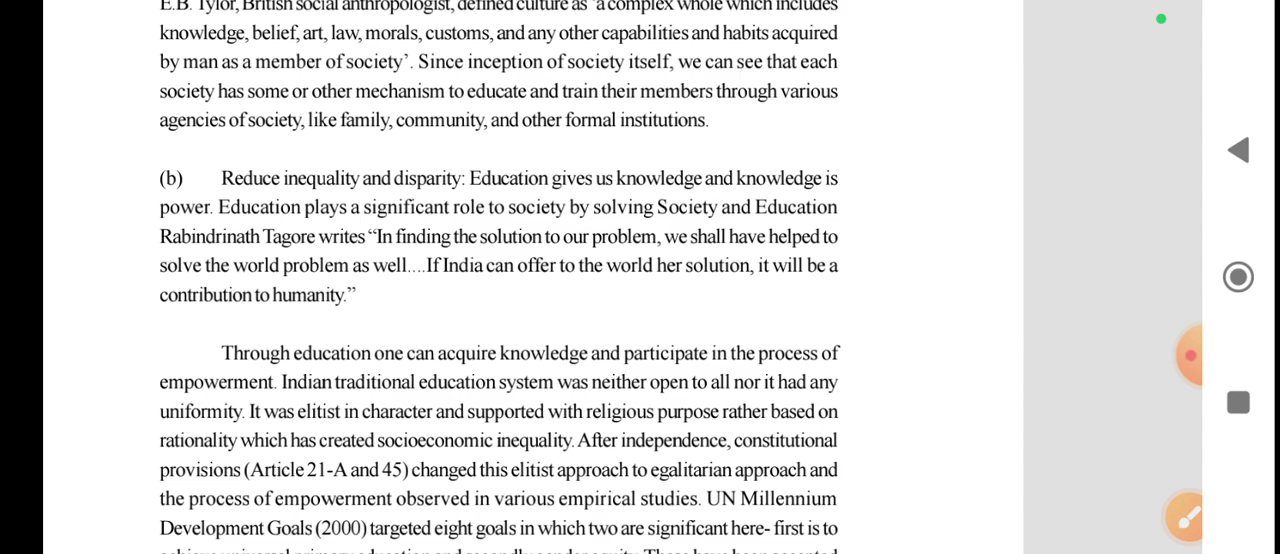 E.B. Tylor, British social anthropologist, defined culture as 'a complex whole which includes
knowledge, belief, art, law, morals, customs, and any other capabilities and habits acquired
by man as a member of society’. Since inception of society itself, we can see that each
society has some or other mechanism to educate and train their members through various
agencies of society, like family, community, and other formal institutions.
(b) Reduce inequality and disparity: Education gives us knowledge and knowledge is
power. Education plays a significant role to society by solving Society and Education
Rabindrinath Tagore writes “In finding the solution to our problem, we shall have helped to
solve the world problem as well....If India can offer to the world her solution, it will be a
contribution to humanity.”
Through education one can acquire knowledge and participate in the process of
empowerment. Indian traditional education system was neither open to all nor it had any
uniformity. It was elitist in character and supported with religious purpose rather based on
rationality which has created socioeconomic inequality. After independence, constitutional
provisions (Article 21-A and 45) changed this elitist approach to egalitarian approach and
the process of empowerment observed in various empirical studies. UN Millennium
Development Goals (2000) targeted eight goals in which two are significant here- first is to